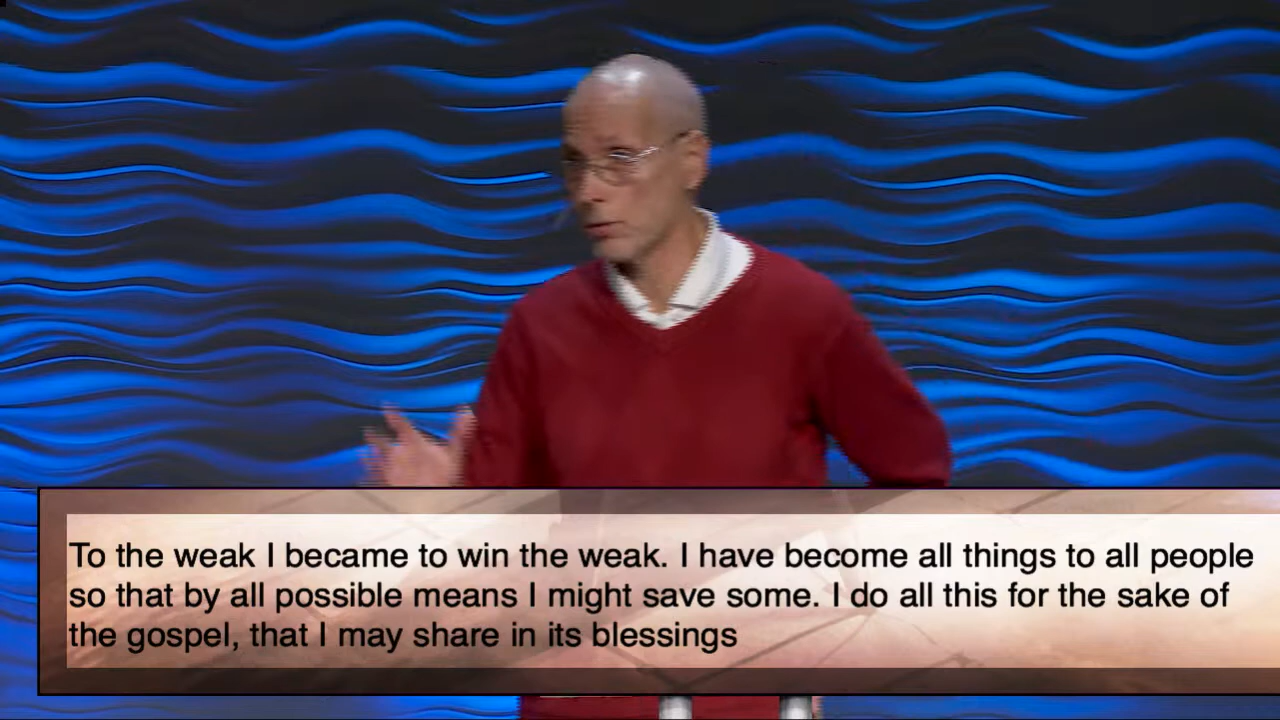 To the weak I became to win the weak. I have become all things to all people
so that by all possible means I might save some. I do all this for the sake of
the gospel, that I may share in its blessings